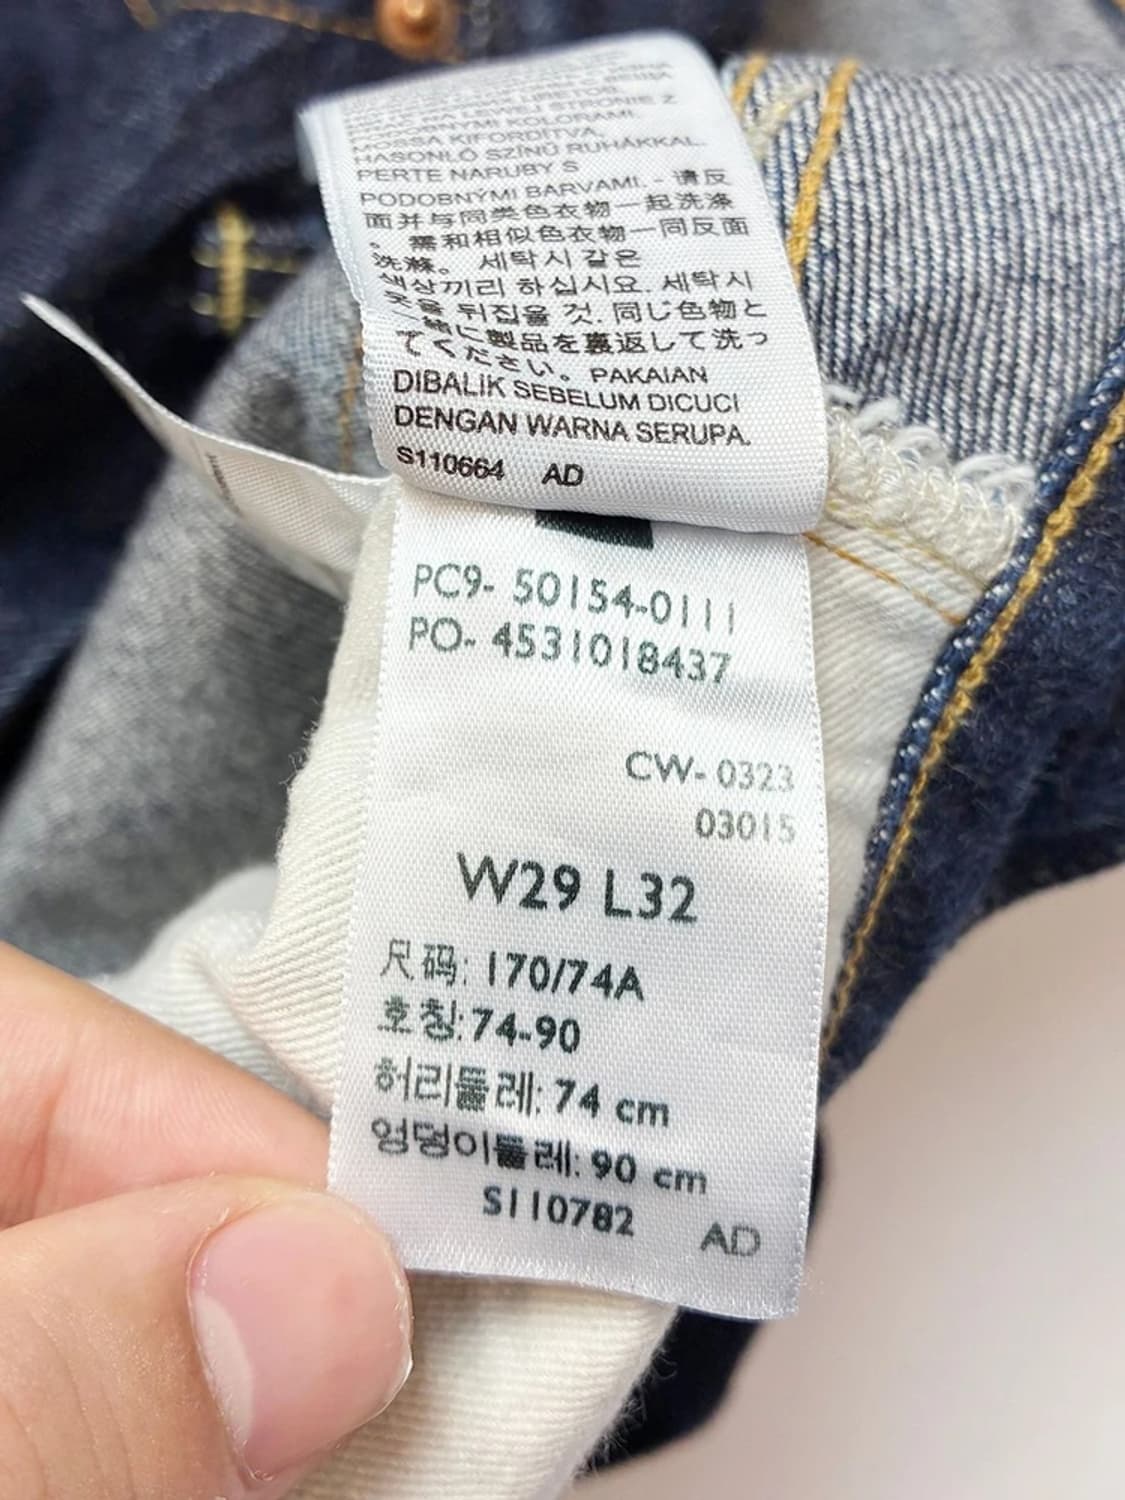 HASONLÓ SZÍNŰ RUHÁKKAL.
PERTE NARUBY S
PODOBNÝMI BARVAMI. - 请反
面并与同类色衣物一起洗涤
。 需和相似色衣物一同反面
洗滌。 세탁시 같은
색상끼리 하십시요. 세탁시
옷을 뒤집을 것. 同じ色物と
一緒に製品を裏返して洗っ
てください。 PAKAIAN
DIBALIK SEBELUM DICUCI
DENGAN WARNA SERUPA.
S110664 AD
PC9- 50154-0111
PO- 4531018437
CW- 0323
03015
W29 L32
尺码: 170/74A
호칭:74-90
허리둘레: 74 cm
엉덩이둘레: 90 cm
S110782 AD